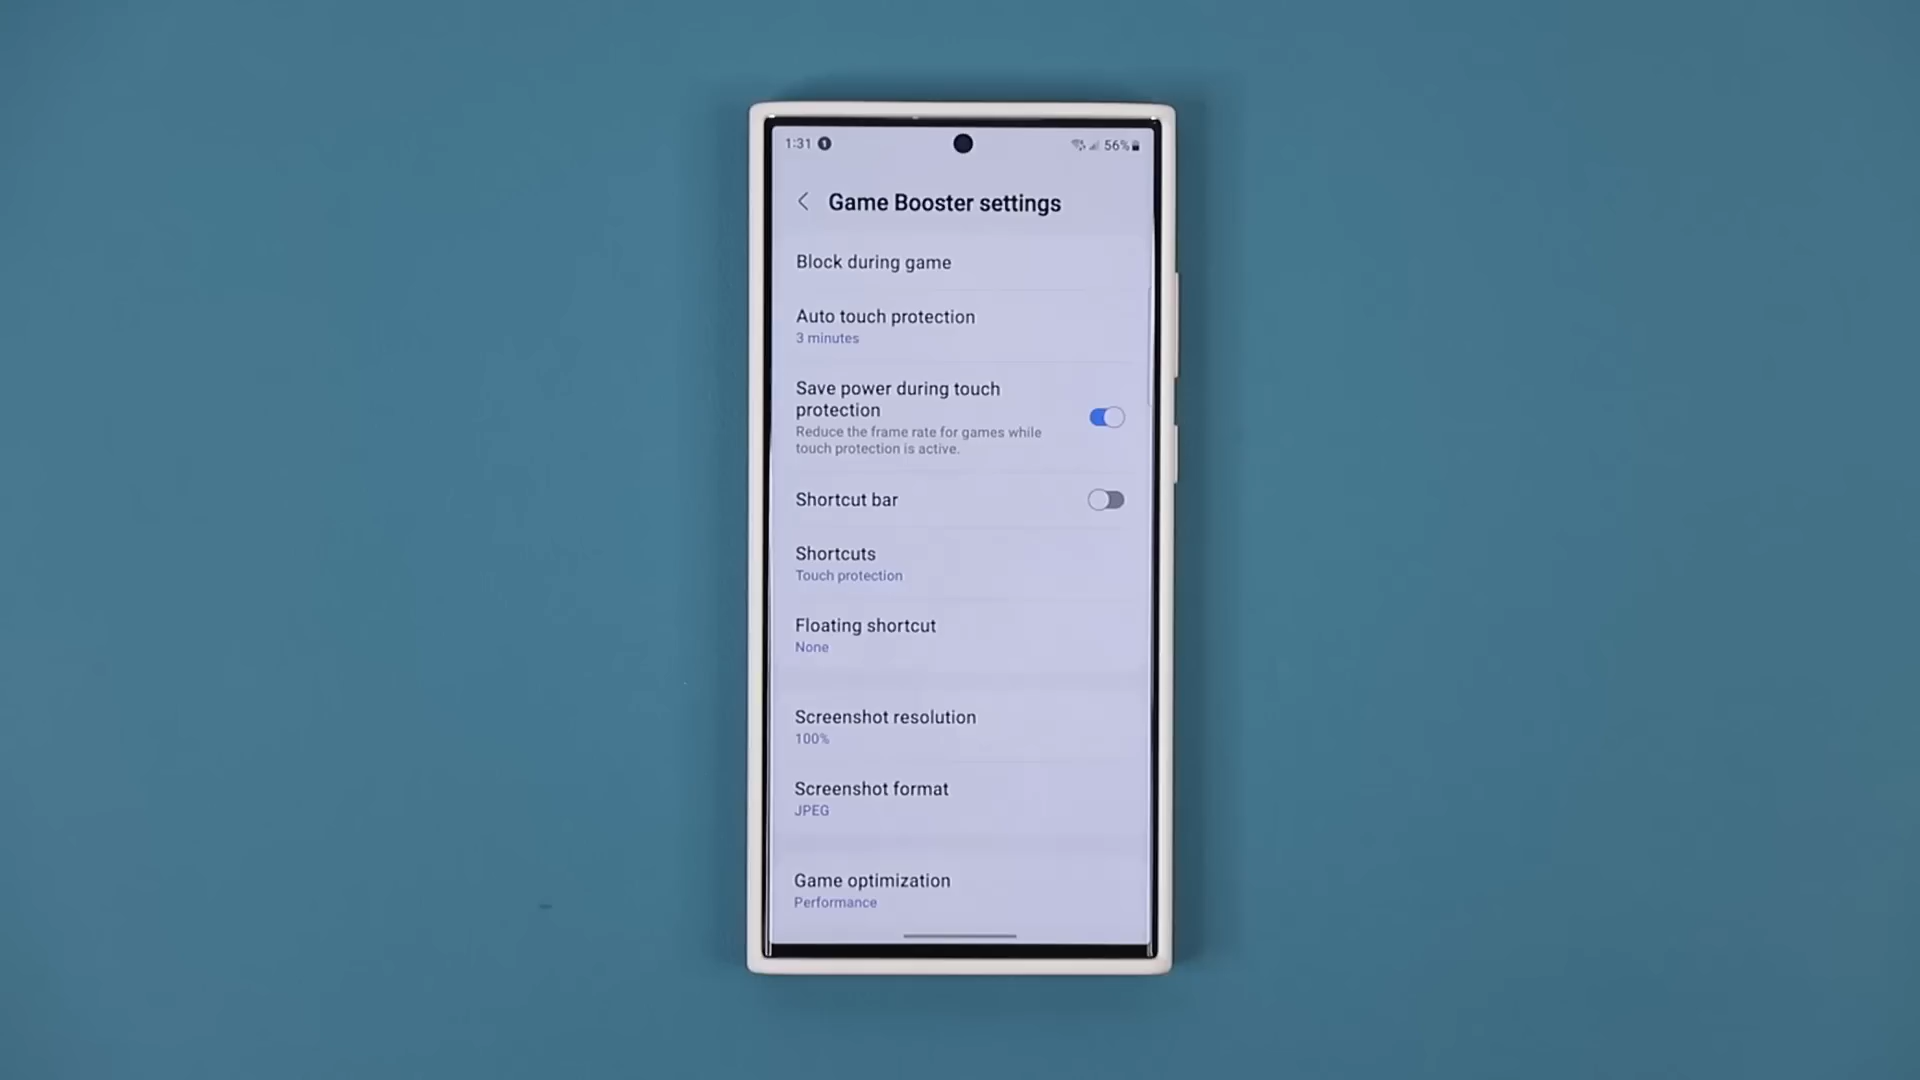 1:31
56%
Game Booster settings
Block during game
Auto touch protection
3 minutes
Save power during touch
protection
Reduce the frame rate for games while
touch protection is active.
Shortcut bar
Shortcuts
Touch protection
Floating shortcut
None
Screenshot resolution
100%
Screenshot format
JPEG
Game optimization
Performance